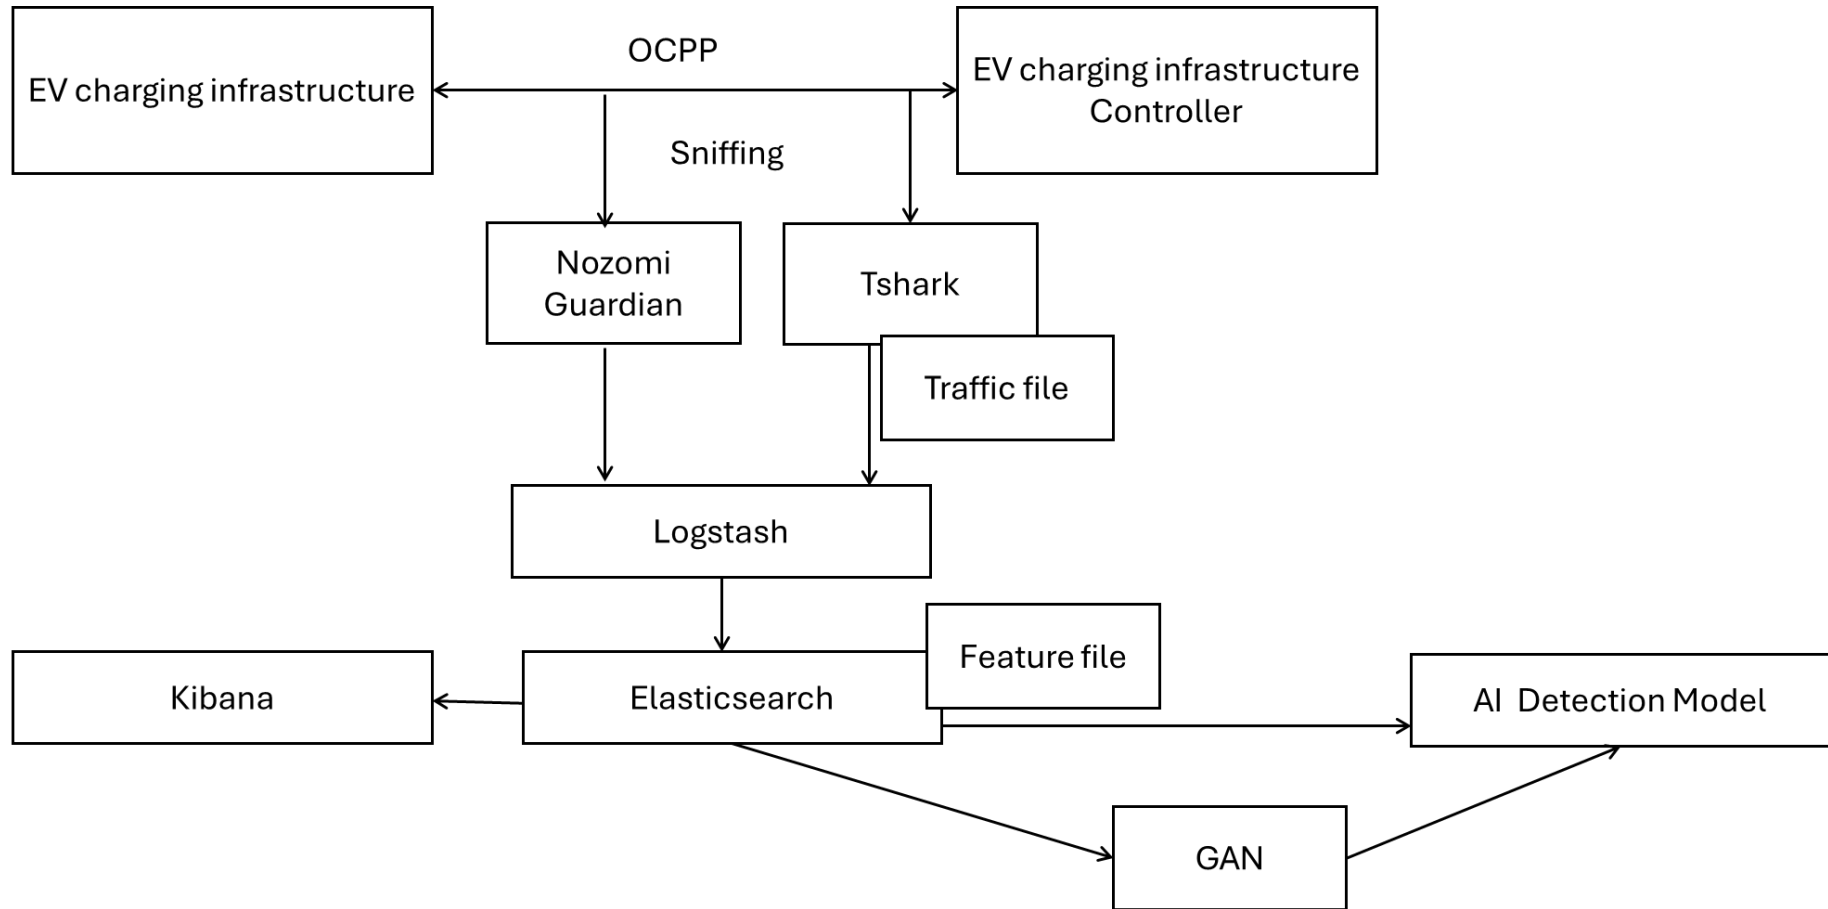 OCPP
EV charging infrastructure
EV charging infrastructure
Controller
Sniffing
Nozomi
Guardian
Tshark
Traffic file
Logstash
Feature file
Kibana
Elasticsearch
AI  Detection Model
GAN